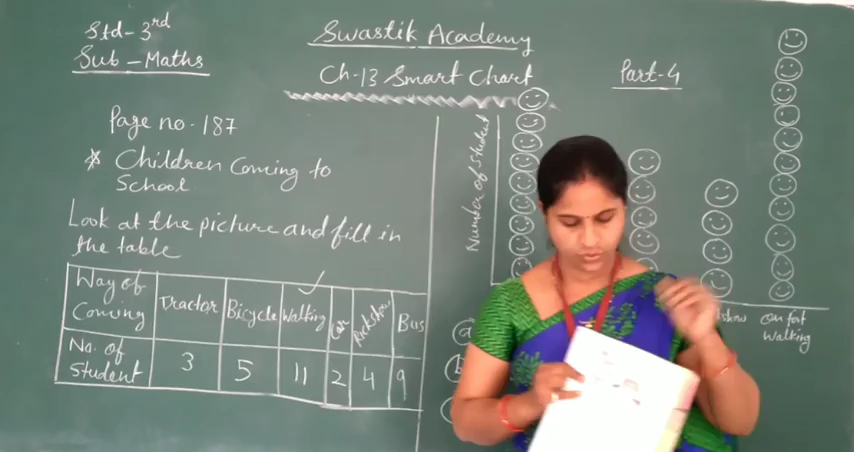 Std - 3rd
Sub - Maths
Swastik Academy
Ch-13 Smart Chart
Part-4
Page no. 187
* Children Coming to
School
Look at the picture and fill in
the table
Way of Coming | Tractor | Bicycle | Walking | Car | Rickshow | Bus
No. of Student | 3 | 5 | 11 | 2 | 4 | 9
Number of Student
show
On foot
Walking
a
b